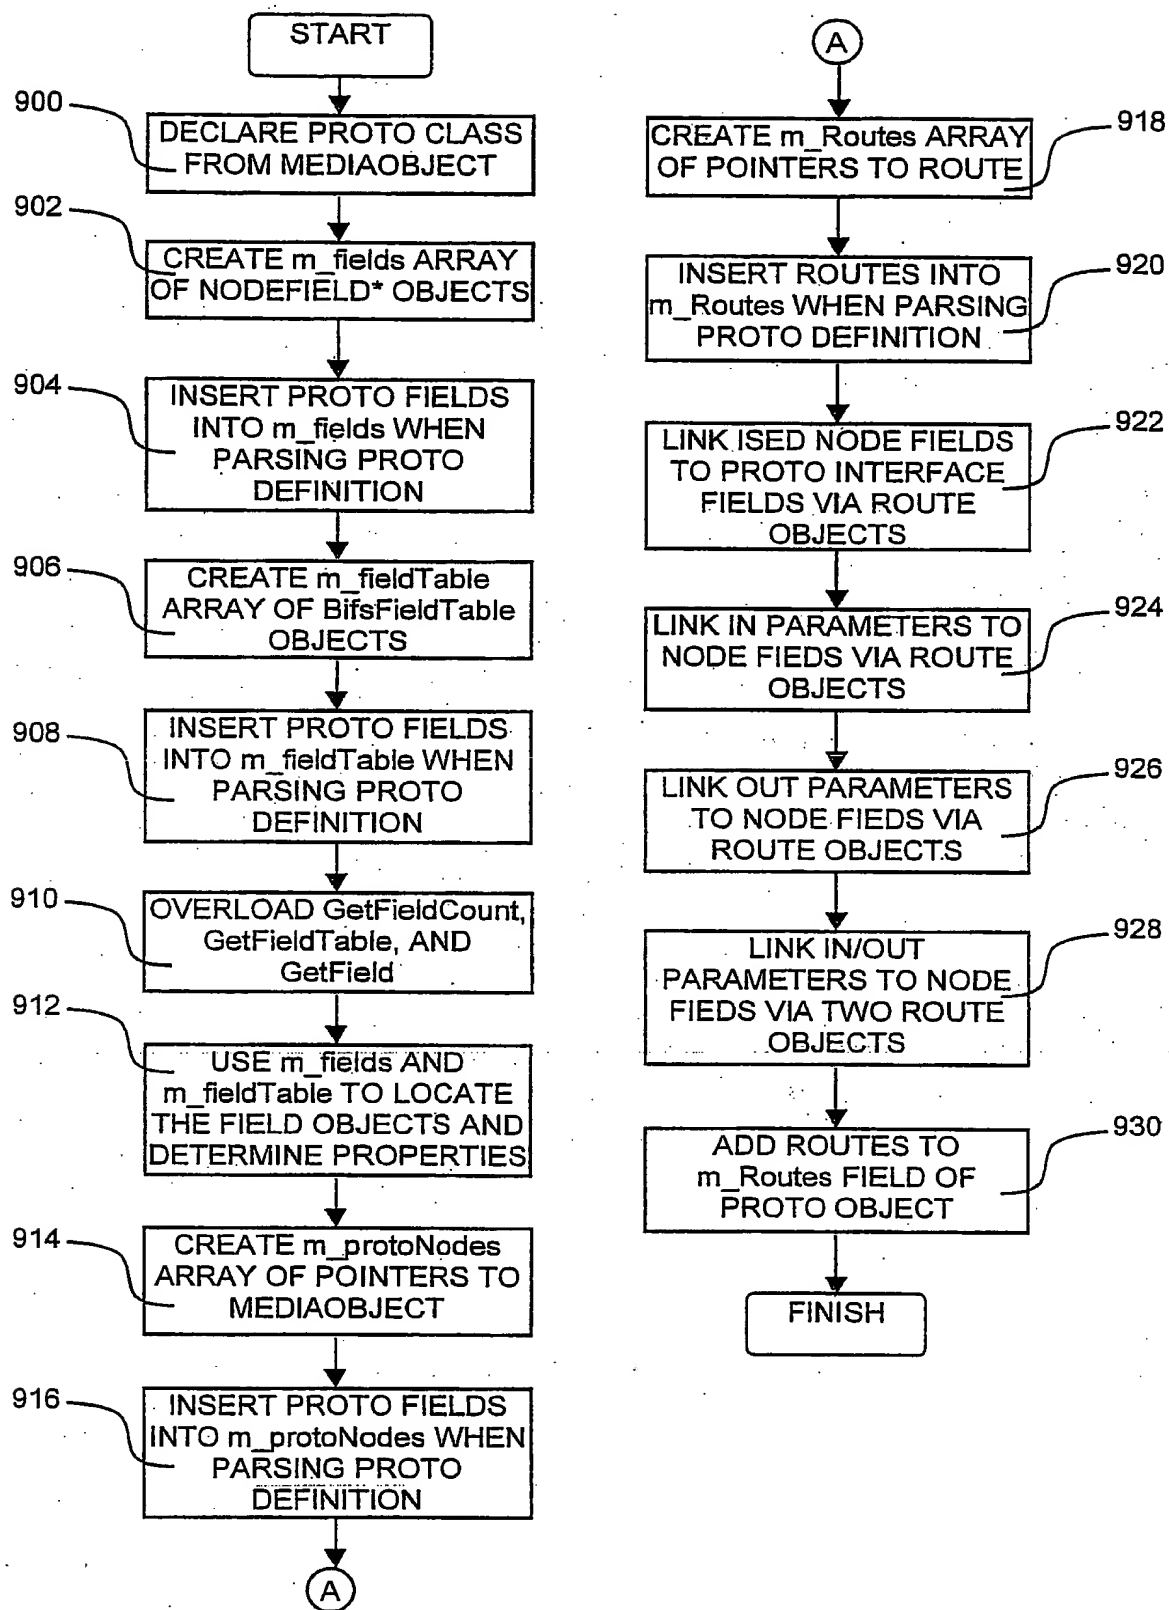 START
900
DECLARE PROTO CLASS
FROM MEDIAOBJECT
902
CREATE m_fields ARRAY
OF NODEFIELD* OBJECTS
904
INSERT PROTO FIELDS
INTO m_fields WHEN
PARSING PROTO
DEFINITION
906
CREATE m_fieldTable
ARRAY OF BifsFieldTable
OBJECTS
908
INSERT PROTO FIELDS
INTO m_fieldTable WHEN
PARSING PROTO
DEFINITION
910
OVERLOAD GetFieldCount,
GetFieldTable, AND
GetField
912
USE m_fields AND
m_fieldTable TO LOCATE
THE FIELD OBJECTS AND
DETERMINE PROPERTIES
914
CREATE m_protoNodes
ARRAY OF POINTERS TO
MEDIAOBJECT
916
INSERT PROTO FIELDS
INTO m_protoNodes WHEN
PARSING PROTO
DEFINITION
A
A
918
CREATE m_Routes ARRAY
OF POINTERS TO ROUTE
920
INSERT ROUTES INTO
m_Routes WHEN PARSING
PROTO DEFINITION
922
LINK ISED NODE FIELDS
TO PROTO INTERFACE
FIELDS VIA ROUTE
OBJECTS
924
LINK IN PARAMETERS TO
NODE FIEDS VIA ROUTE
OBJECTS
926
LINK OUT PARAMETERS
TO NODE FIEDS VIA
ROUTE OBJECTS
928
LINK IN/OUT
PARAMETERS TO NODE
FIEDS VIA TWO ROUTE
OBJECTS
930
ADD ROUTES TO
m_Routes FIELD OF
PROTO OBJECT
FINISH